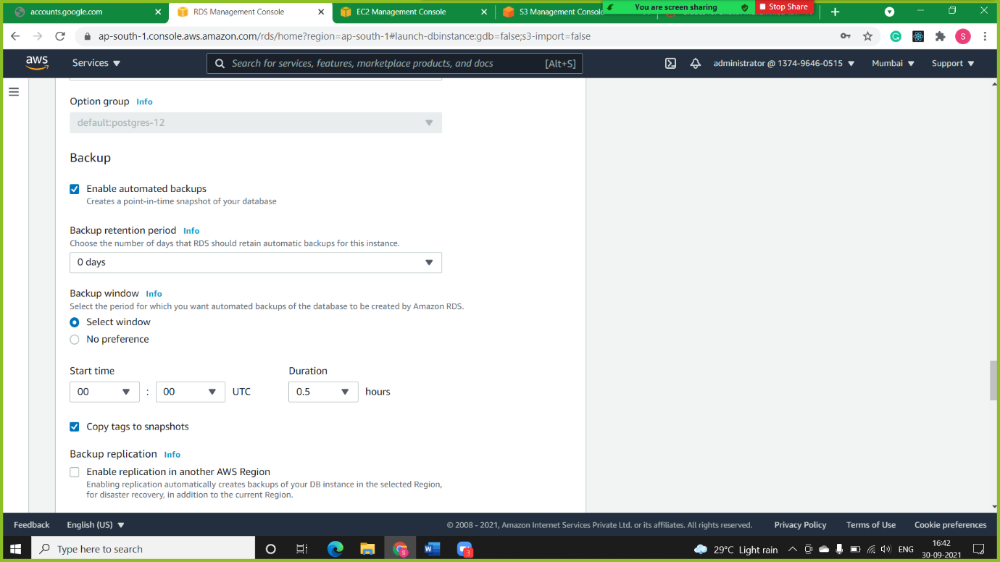 accounts.google.com
RDS Management Console
EC2 Management Console
S3 Management Console
You are screen sharing
Stop Share
ap-south-1.console.aws.amazon.com/rds/home?region=ap-south-1#launch-dbinstance:gdb=false;s3-import=false
S
aws
Services
Search for services, features, marketplace products, and docs
[Alt+S]
administrator @ 1374-9646-0515
Mumbai
Support
Option group Info
default:postgres-12
Backup
Enable automated backups
Creates a point-in-time snapshot of your database
Backup retention period Info
Choose the number of days that RDS should retain automatic backups for this instance.
0 days
Backup window Info
Select the period for which you want automated backups of the database to be created by Amazon RDS.
Select window
No preference
Start time
Duration
00 : 00 UTC
0.5 hours
Copy tags to snapshots
Backup replication Info
Enable replication in another AWS Region
Enabling replication automatically creates backups of your DB instance in the selected Region,
for disaster recovery, in addition to the current Region.
Feedback
English (US)
© 2008 - 2021, Amazon Internet Services Private Ltd. or its affiliates. All rights reserved.
Privacy Policy
Terms of Use
Cookie preferences
Type here to search
29°C Light rain
ENG
16:42
30-09-2021